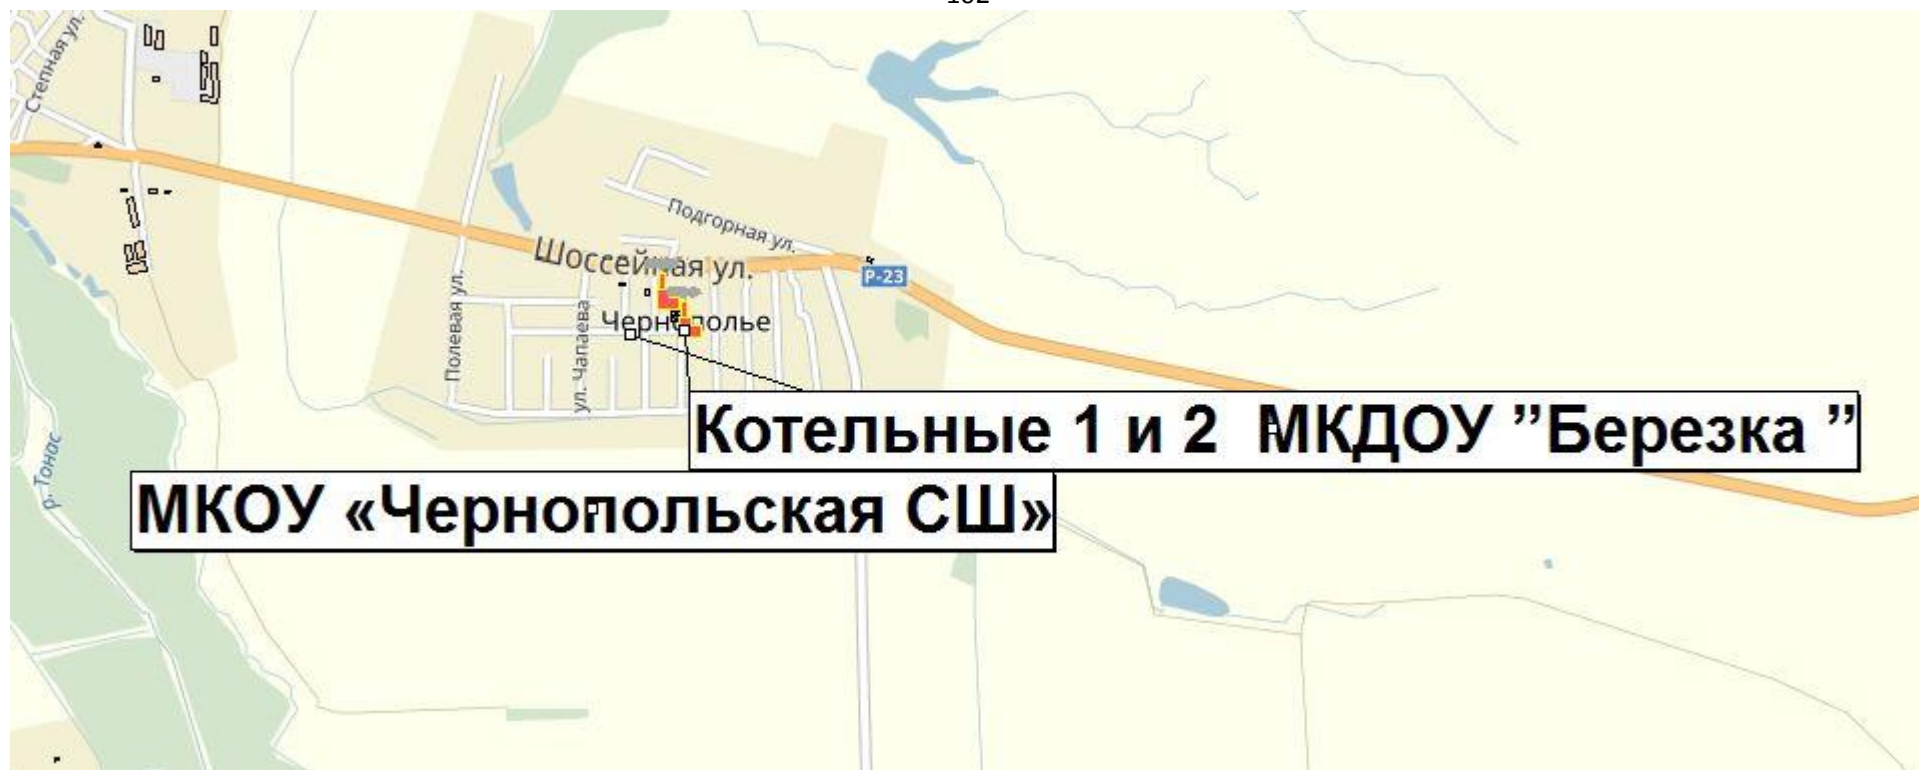 Степная ул.
Подгорная ул.
Шоссейная ул.
Р-23
Полевая ул.
ул. Чапаева
Чернополье
Котельные 1 и 2 МКДОУ ”Березка ”
р. Тонас
МКОУ «Чернопольская СШ»